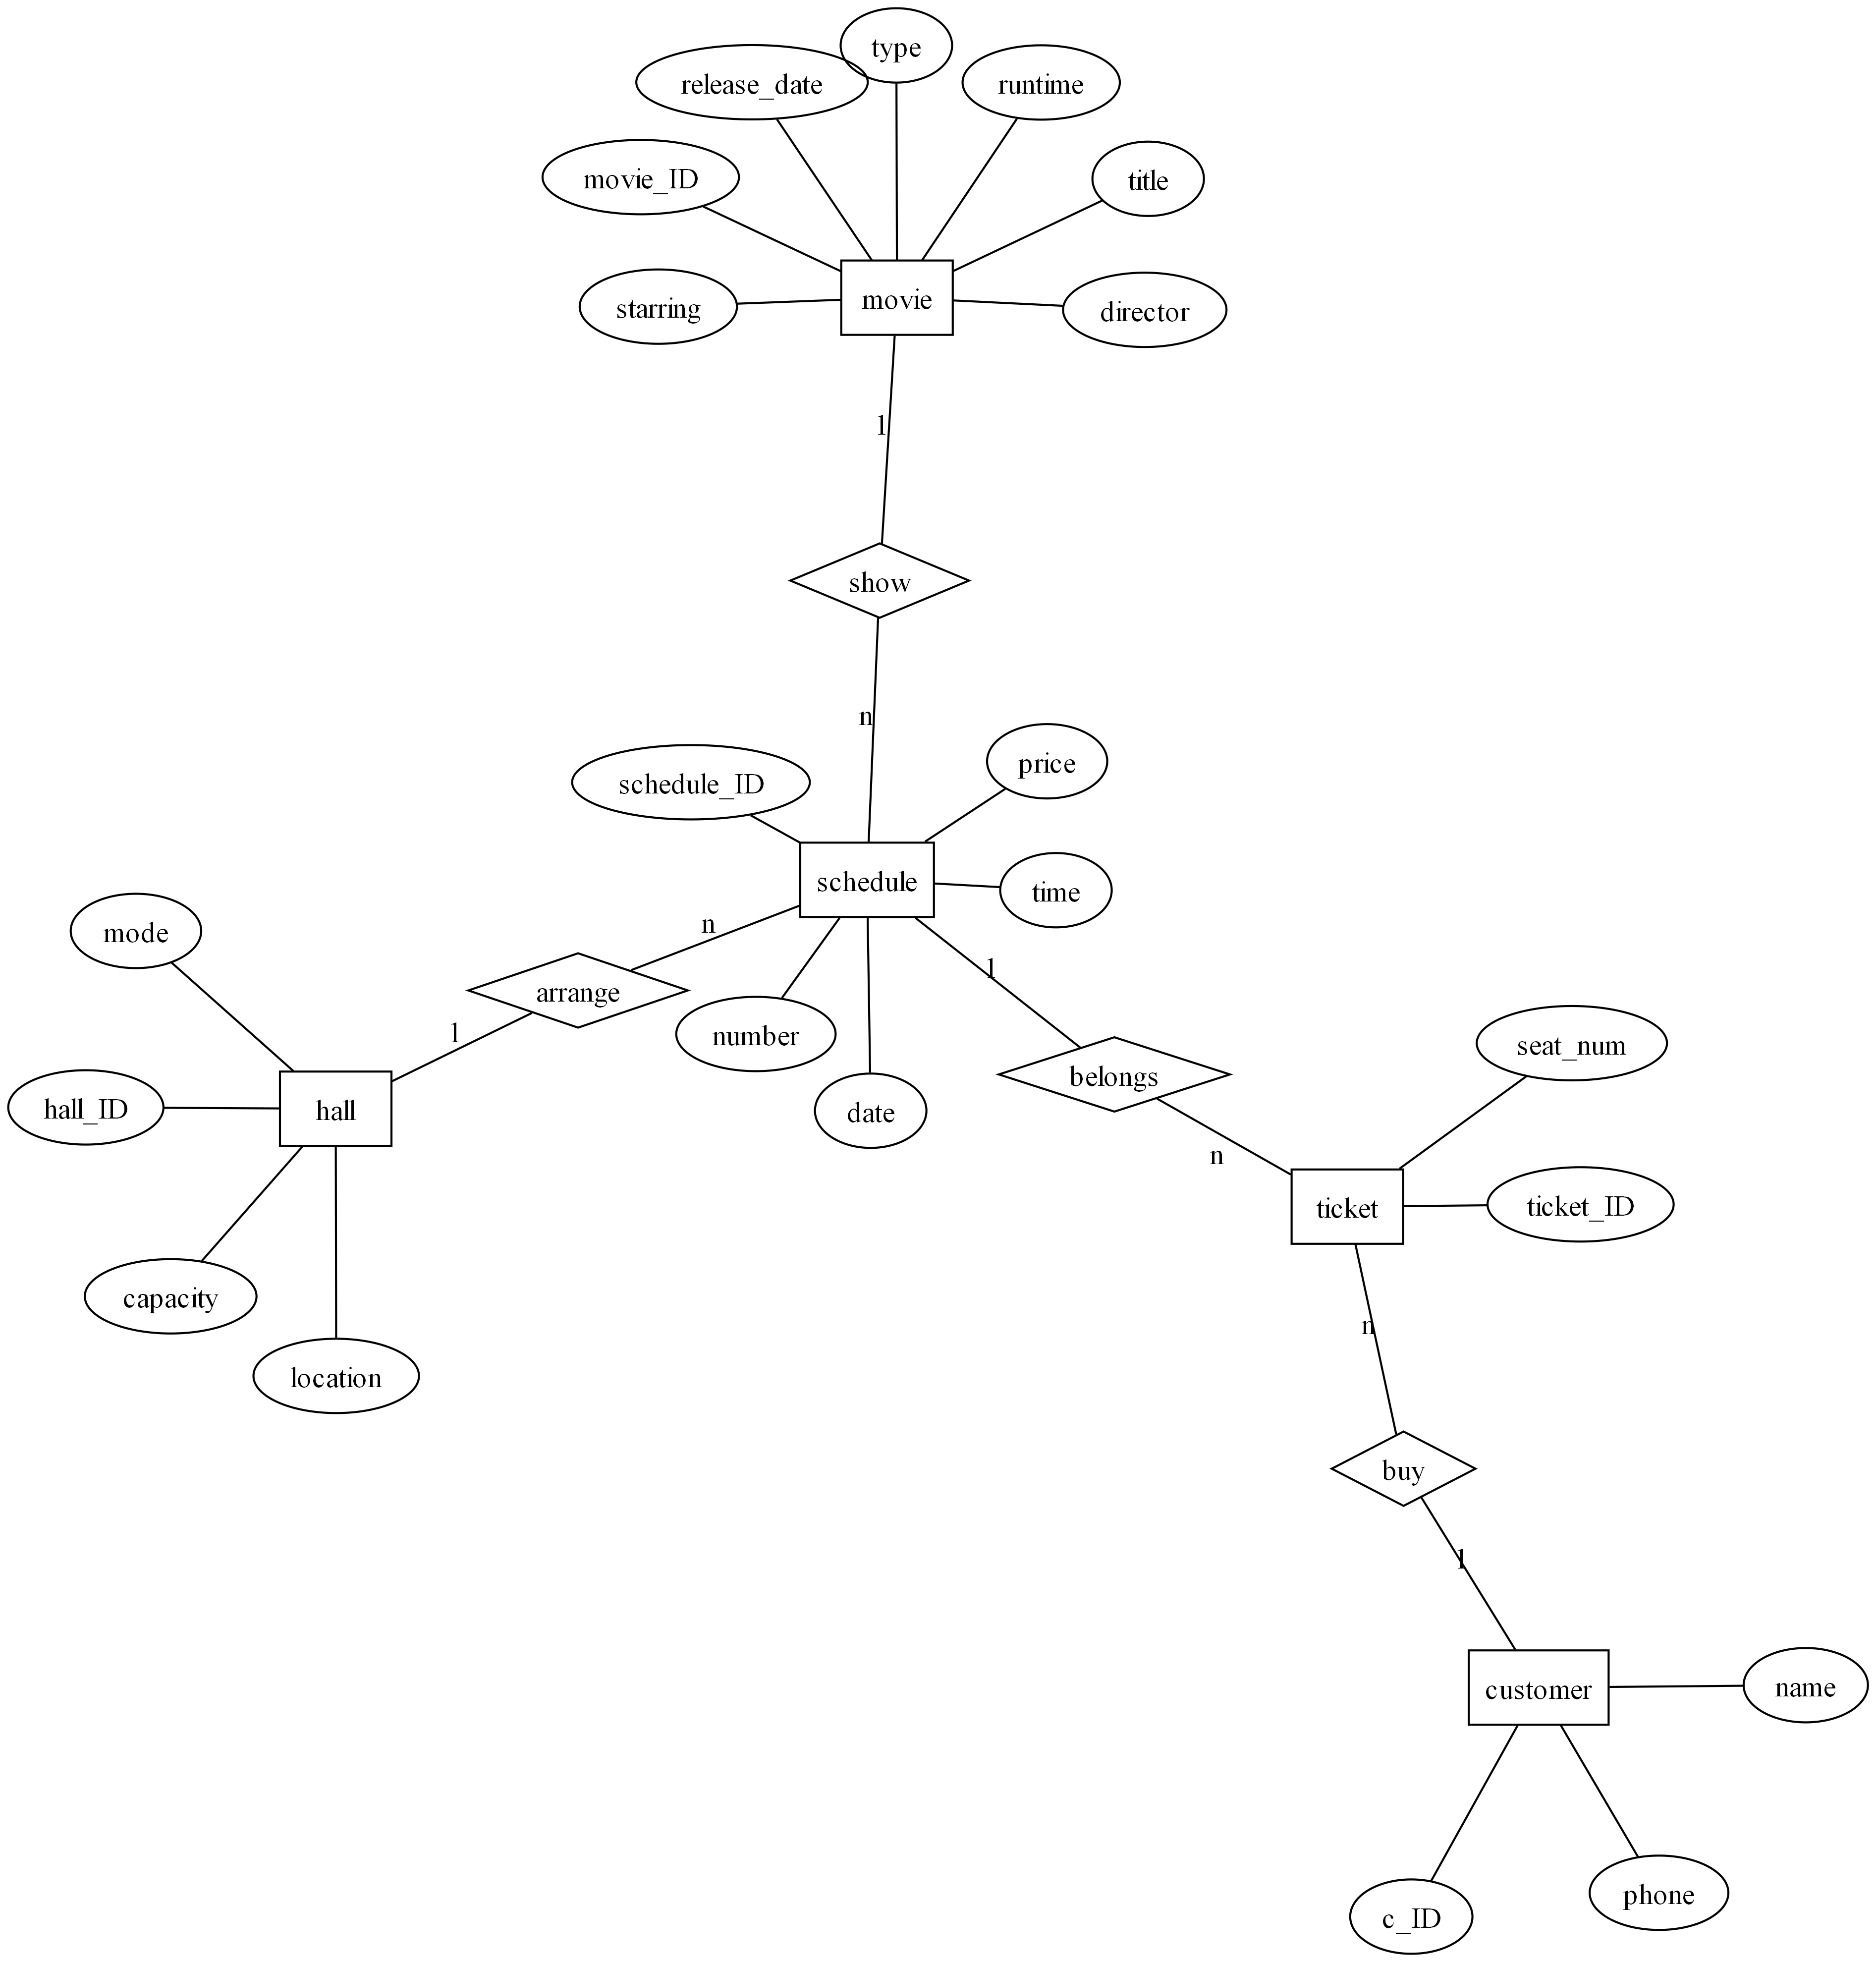 type
release_date
runtime
movie_ID
title
starring
movie
director
1
show
n
price
schedule_ID
schedule
time
mode
n
arrange
1
number
1
seat_num
hall_ID
hall
date
belongs
n
ticket
ticket_ID
capacity
location
n
buy
1
customer
name
phone
c_ID